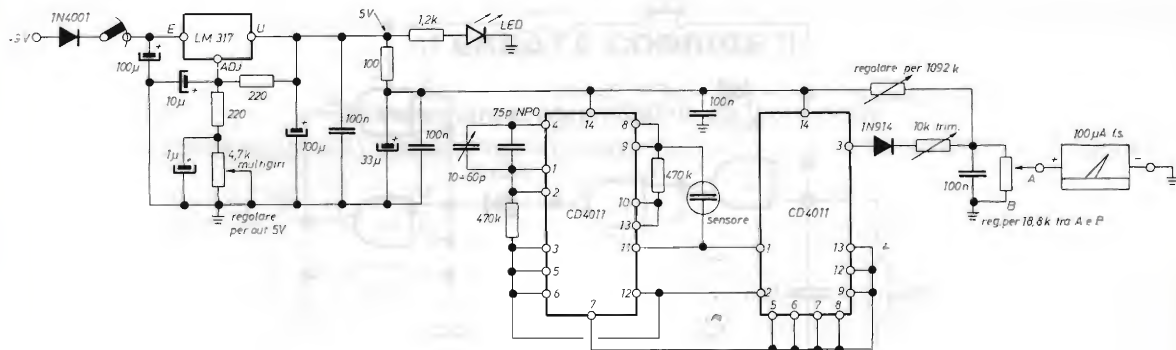 1N4001
-9V
E
LM 317
U
ADJ
100µ
10µ
220
220
1µ
4,7k
multigiri
regolare
per out 5V
100µ
100n
5V
1,2k
LED
100
33µ
100n
75p NPO
10÷60p
470k
4
1
2
3
5
6
14
CD4011
7
8
9
10
13
11
12
470k
sensore
100n
14
CD4011
3
1
2
5
6
7
8
13
12
9
regolare per 1092 k
1N914
10k trim.
100n
A
B
reg.per 18,8k tra A e B
100µA f.s.
+
-